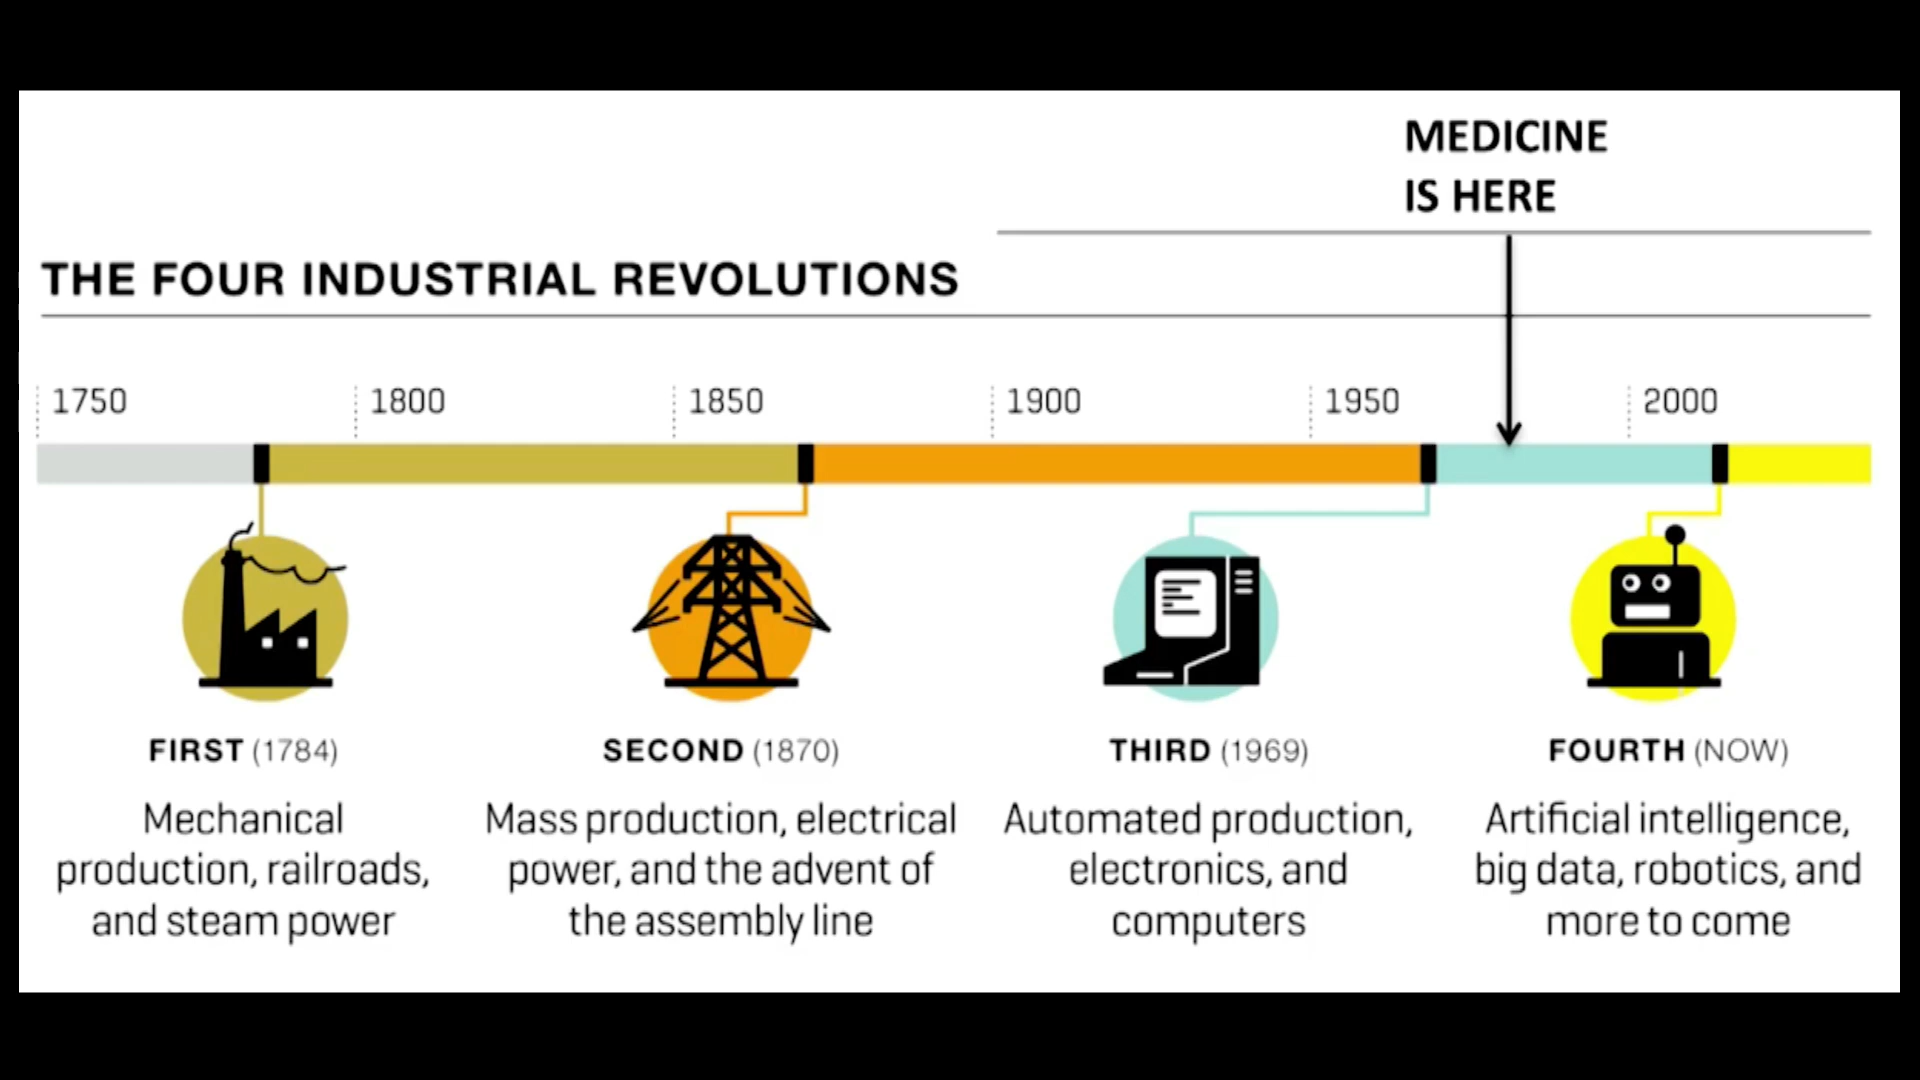 MEDICINE
IS HERE
THE FOUR INDUSTRIAL REVOLUTIONS
1750
1800
1850
1900
1950
2000
FIRST (1784)
Mechanical
production, railroads,
and steam power
SECOND (1870)
Mass production, electrical
power, and the advent of
the assembly line
THIRD (1969)
Automated production,
electronics, and
computers
FOURTH (NOW)
Artificial intelligence,
big data, robotics, and
more to come